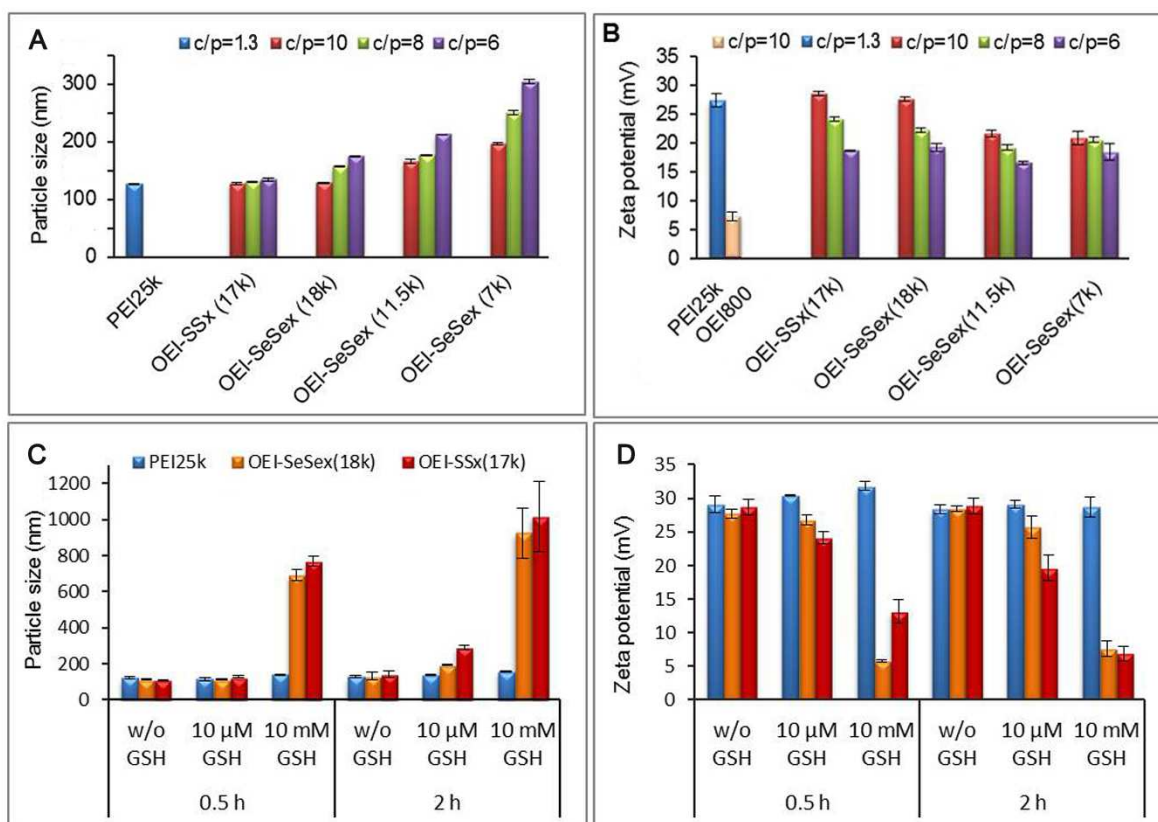 A
c/p=1.3 c/p=10 c/p=8 c/p=6
Particle size (nm)
300
200
100
0
PEI25k
OEI-SSx (17k)
OEI-SeSex (18k)
OEI-SeSex (11.5k)
OEI-SeSex (7k)
B
c/p=10 c/p=1.3 c/p=10 c/p=8 c/p=6
Zeta potential (mV)
35
30
25
20
15
10
5
0
PEI25k
OEI800
OEI-SSx(17k)
OEI-SeSex(18k)
OEI-SeSex(11.5k)
OEI-SeSex(7k)
C
PEI25k OEI-SeSex(18k) OEI-SSx(17k)
Particle size (nm)
1200
1000
800
600
400
200
0
w/o 10 µM 10 mM w/o 10 µM 10 mM
GSH GSH GSH GSH GSH GSH
0.5 h 2 h
D
Zeta potential (mV)
35
30
25
20
15
10
5
0
w/o 10 µM 10 mM w/o 10 µM 10 mM
GSH GSH GSH GSH GSH GSH
0.5 h 2 h